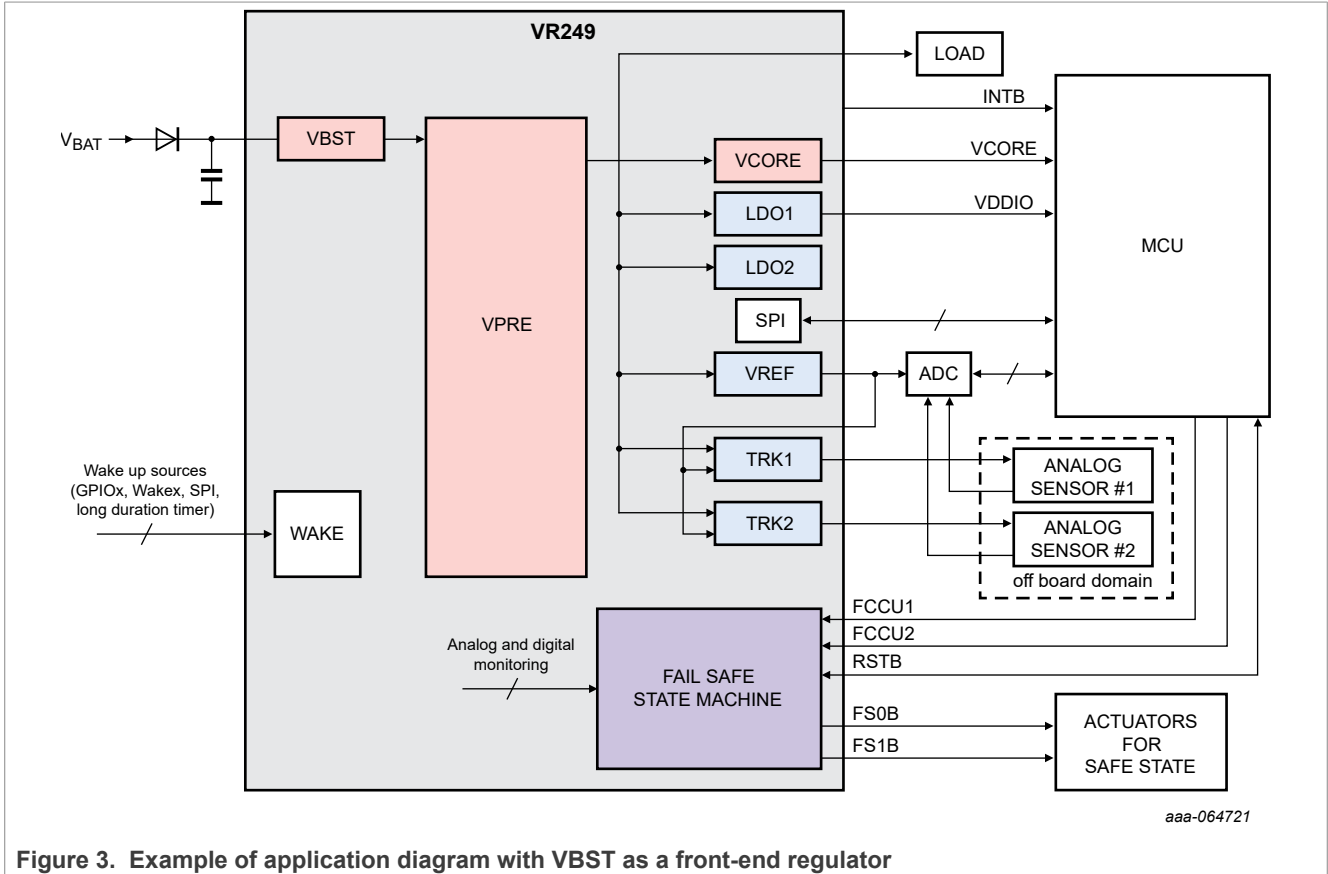 VR249
LOAD
INTB
VBAT
VBST
VCORE
VCORE
LDO1
VDDIO
LDO2
MCU
VPRE
SPI
VREF
ADC
TRK1
ANALOG
SENSOR #1
TRK2
ANALOG
SENSOR #2
off board domain
Wake up sources
(GPIOx, Wakex, SPI,
long duration timer)
WAKE
Analog and digital
monitoring
FAIL SAFE
STATE MACHINE
FCCU1
FCCU2
RSTB
FS0B
FS1B
ACTUATORS
FOR
SAFE STATE
aaa-064721
Figure 3. Example of application diagram with VBST as a front-end regulator